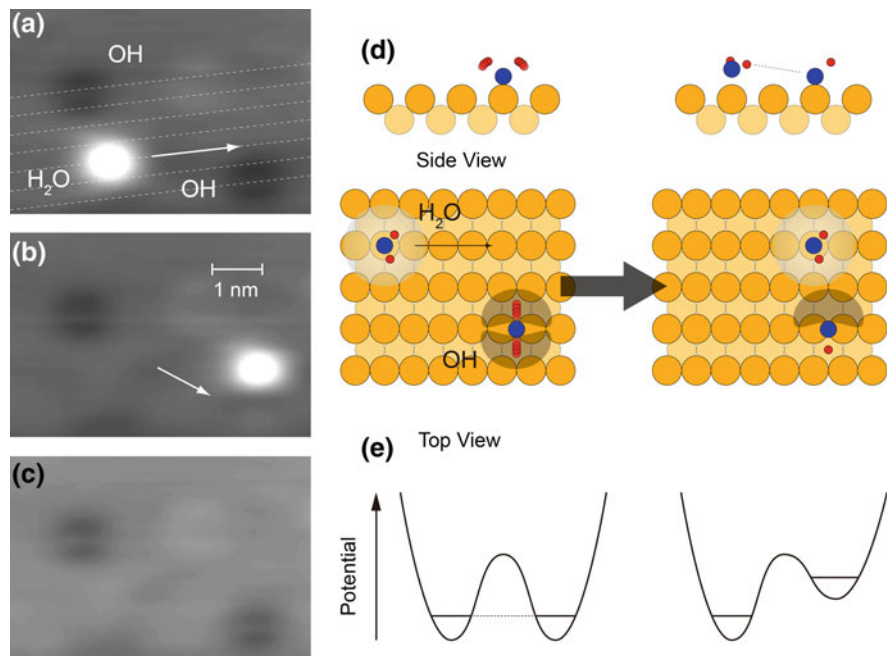 (a)
OH
H2O
OH
(b)
1 nm
(c)
(d)
Side View
H2O
OH
Top View
(e)
Potential